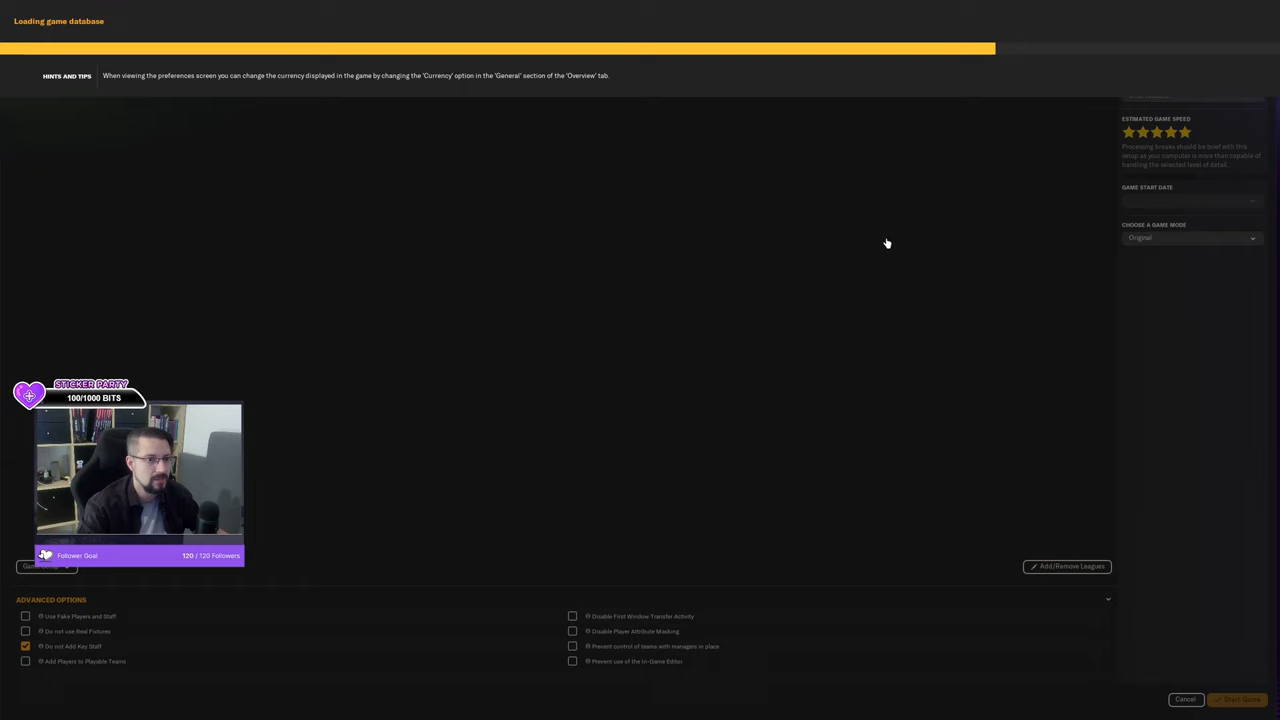 Loading game database
HINTS AND TIPS
When viewing the preferences screen you can change the currency displayed in the game by changing the 'Currency' option in the 'General' section of the 'Overview' tab.
ESTIMATED GAME SPEED
Processing breaks should be brief with this
setup as your computer is more than capable of
handling the selected level of detail.
GAME START DATE
CHOOSE A GAME MODE
Original
STICKER PARTY
100/1000 BITS
Follower Goal
120 / 120 Followers
Add/Remove Leagues
ADVANCED OPTIONS
Use Fake Players and Staff
Do not use Real Fixtures
Do not Add Key Staff
Add Players to Playable Teams
Disable First Window Transfer Activity
Disable Player Attribute Masking
Prevent control of teams with managers in place
Prevent use of the In-Game Editor
Cancel
Start Game